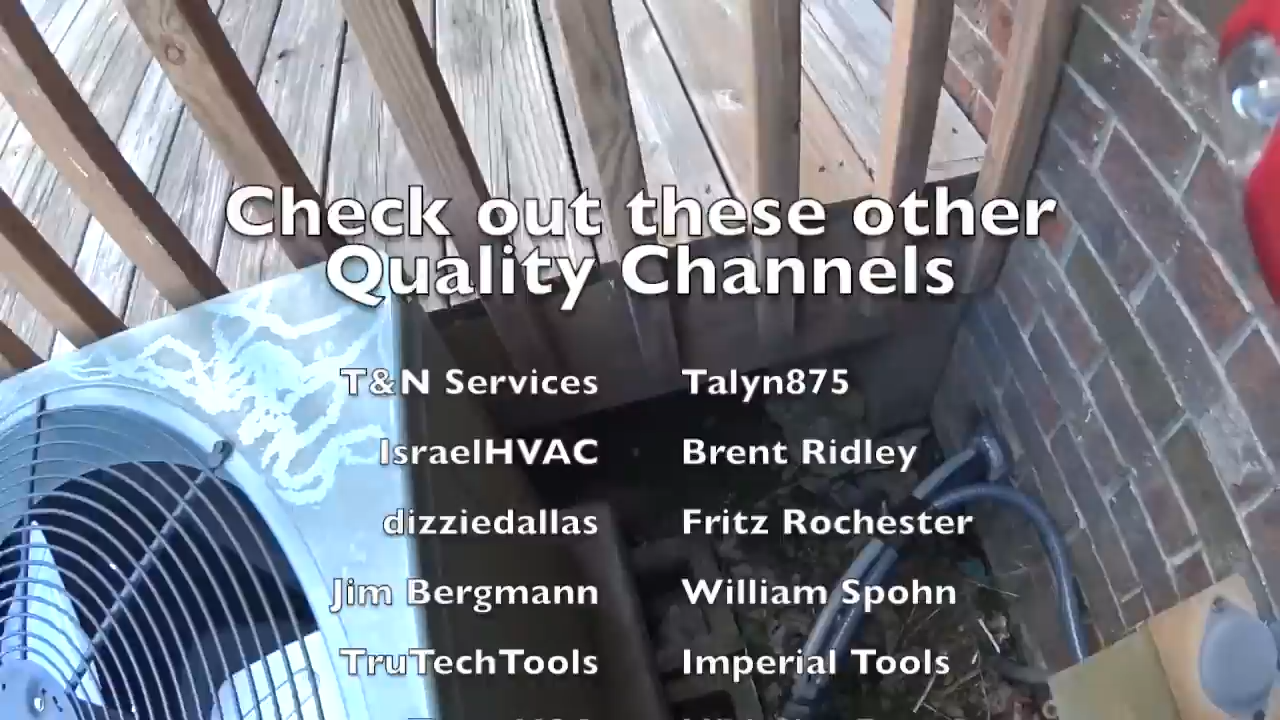 Check out these other
Quality Channels
T&N Services Talyn875
IsraelHVAC Brent Ridley
dizziedallas Fritz Rochester
Jim Bergmann William Spohn
TruTechTools Imperial Tools